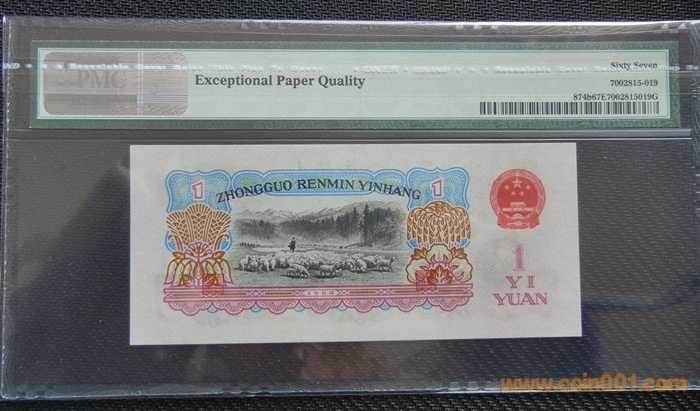 Sixty Seven
PMG
Exceptional Paper Quality
7002815-019
874b67E7002815019G
ZHONGGUO RENMIN YINHANG
1
1
1
YI
YUAN
1960
www.coin001.com